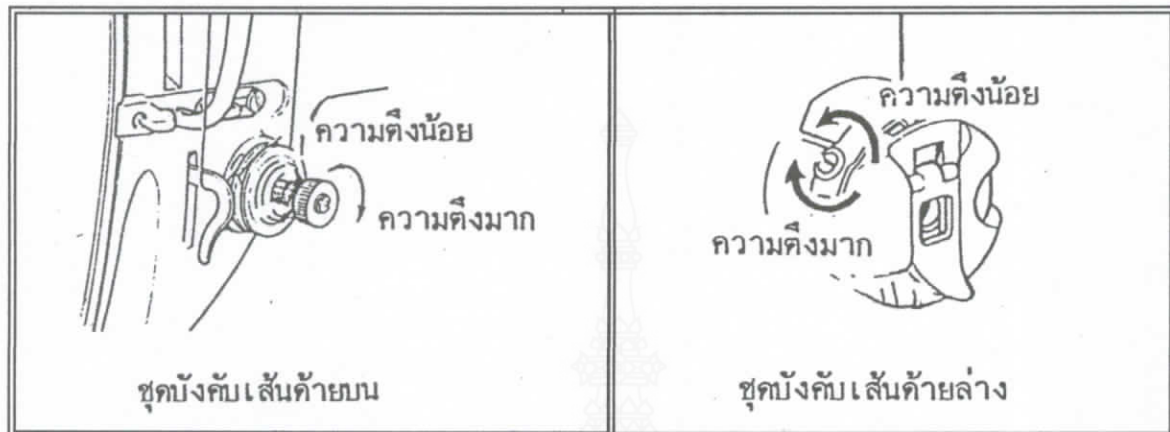 ความตึงน้อย
ความตึงมาก
ชุดบังคับเส้นด้ายบน
ความตึงน้อย
ความตึงมาก
ชุดบังคับเส้นด้ายล่าง